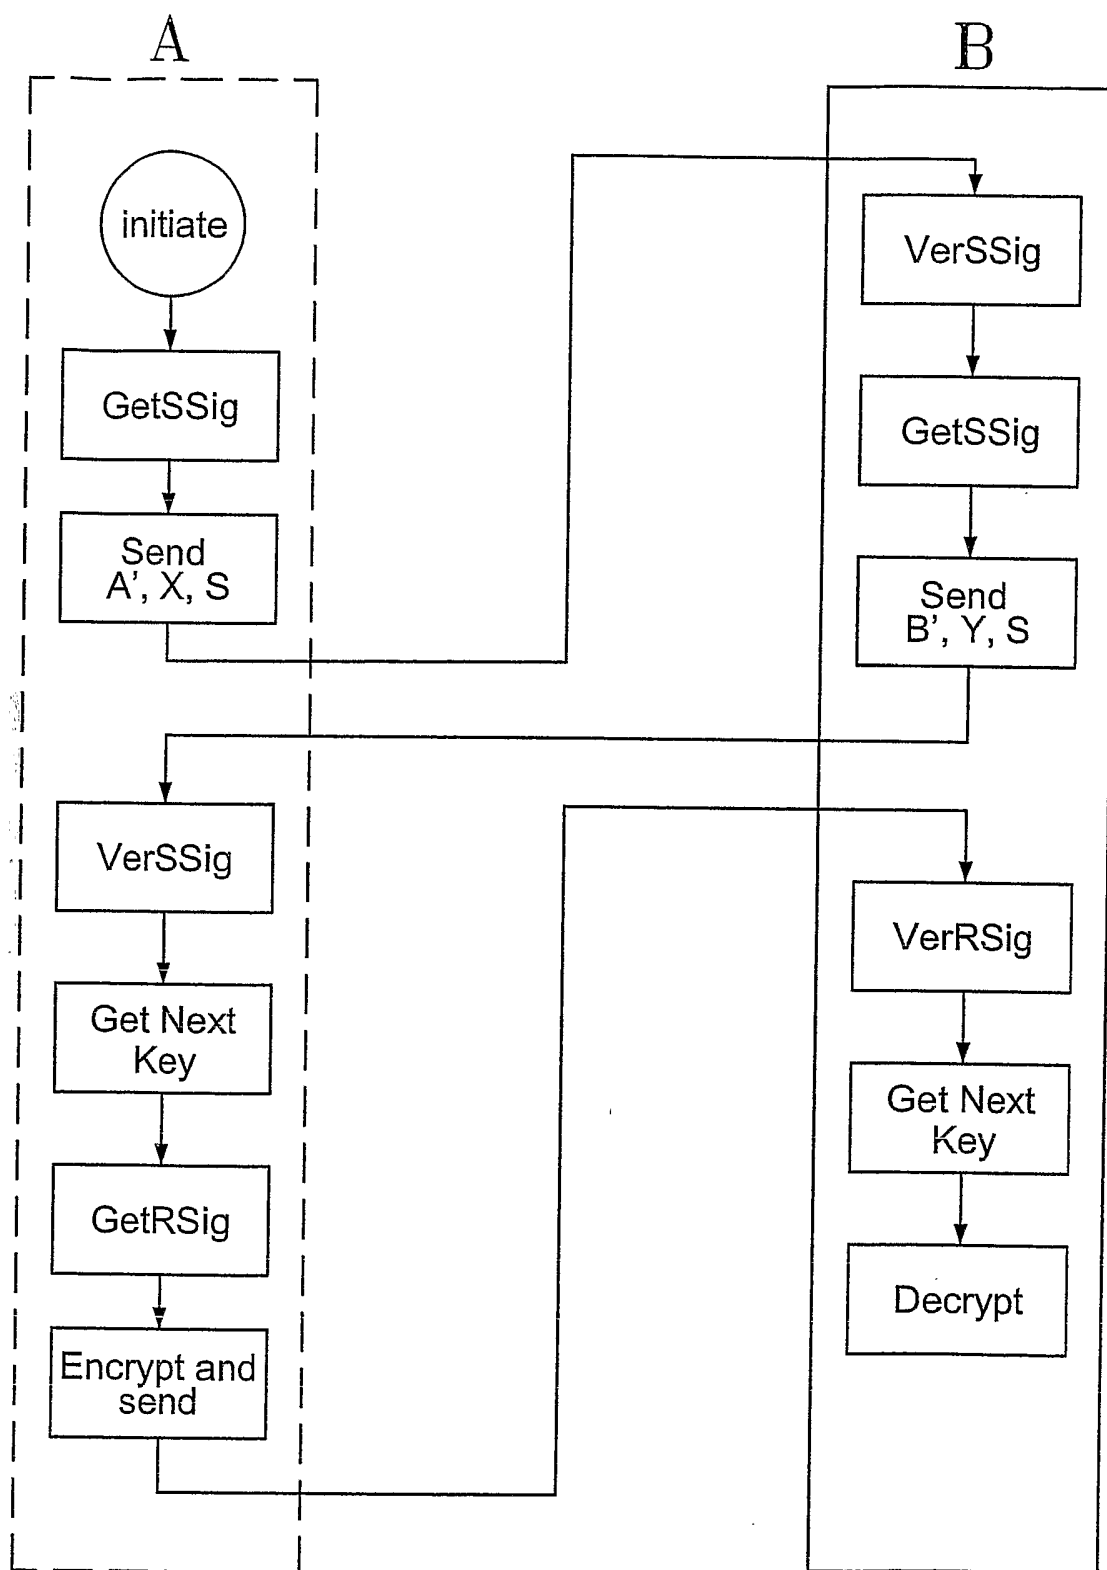 A
B
initiate
GetSSig
Send
A', X, S
VerSSig
GetSSig
Send
B', Y, S
VerSSig
Get Next
Key
GetRSig
Encrypt and
send
VerRSig
Get Next
Key
Decrypt